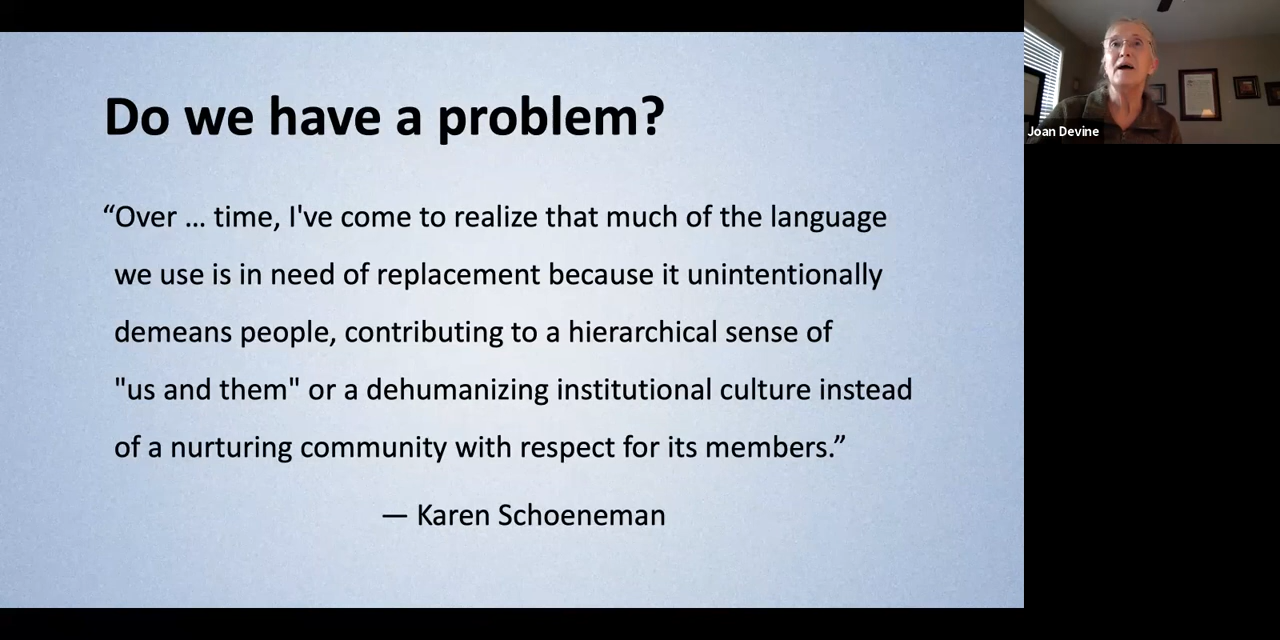 Do we have a problem?
“Over ... time, I've come to realize that much of the language
we use is in need of replacement because it unintentionally
demeans people, contributing to a hierarchical sense of
"us and them" or a dehumanizing institutional culture instead
of a nurturing community with respect for its members.”
— Karen Schoeneman
Joan Devine